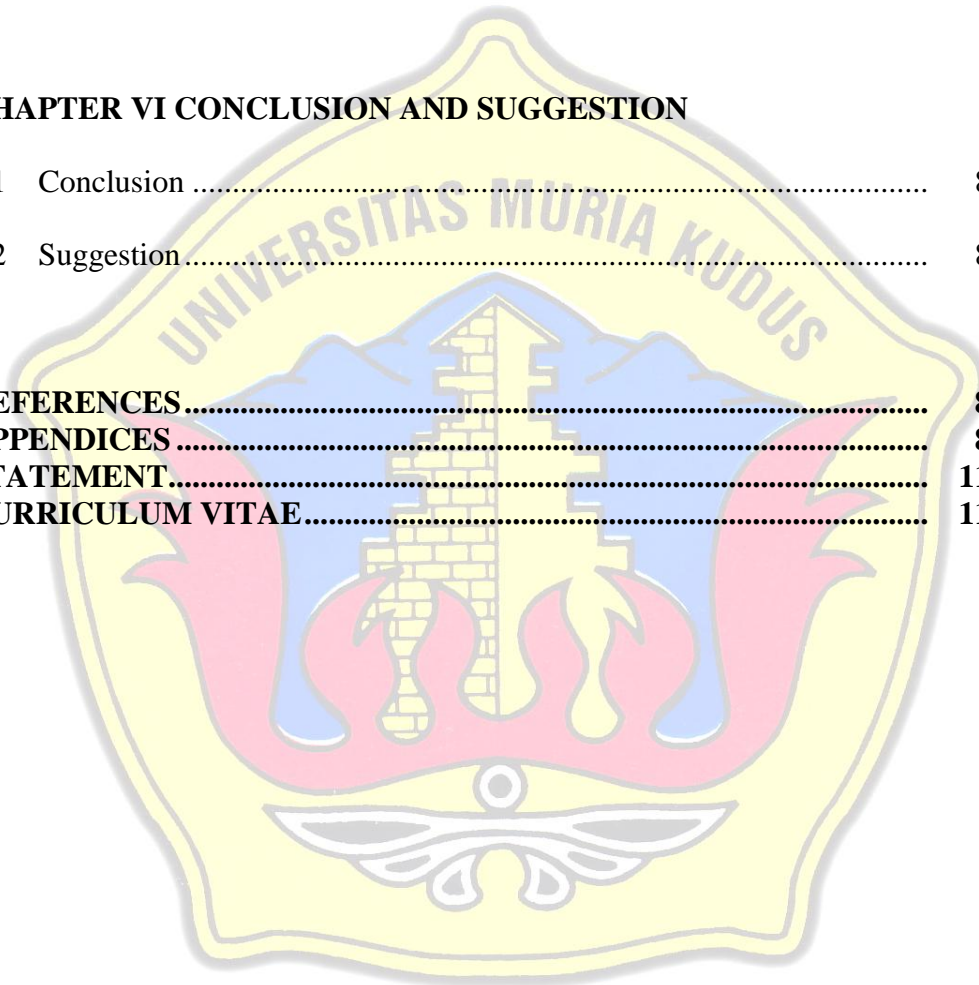 HAPTER VI CONCLUSION AND SUGGESTION
1 Conclusion ........................................................................................... 8
2 Suggestion ........................................................................................... 8
UNIVERSITAS MURIA KUDUS
EFERENCES ........................................................................................... 8
PPENDICES ........................................................................................... 8
TATEMENT ........................................................................................... 11
URRICULUM VITAE ........................................................................... 11